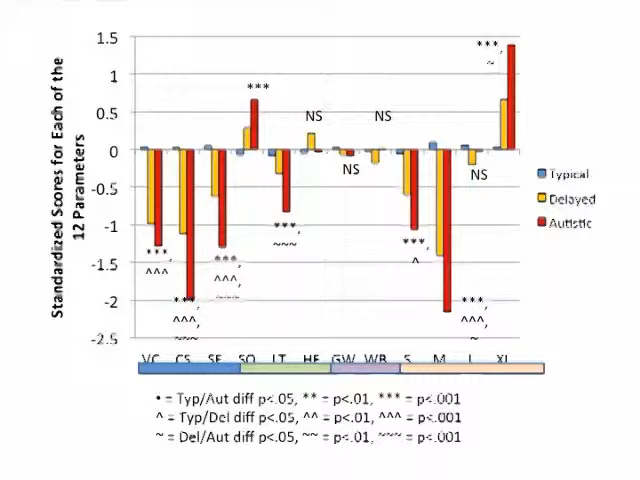 Standardized Scores for Each of the
12 Parameters
1.5
1
0.5
0
-0.5
-1
-1.5
-2
-2.5
***,
~
***
NS
NS
NS
NS
***,
^^^
***,
^^^,
~~~
***,
^^^,
~~~
***,
~~~
***,
^
***,
^^^,
~
Typical
Delayed
Autistic
VC CS SE SQ LT HF GW WB S M L XL
• = Typ/Aut diff p<.05, ** = p<.01, *** = p<.001
^ = Typ/Del diff p<.05, ^^ = p<.01, ^^^ = p<.001
~ = Del/Aut diff p<.05, ~~ = p<.01, ~~~ = p<.001